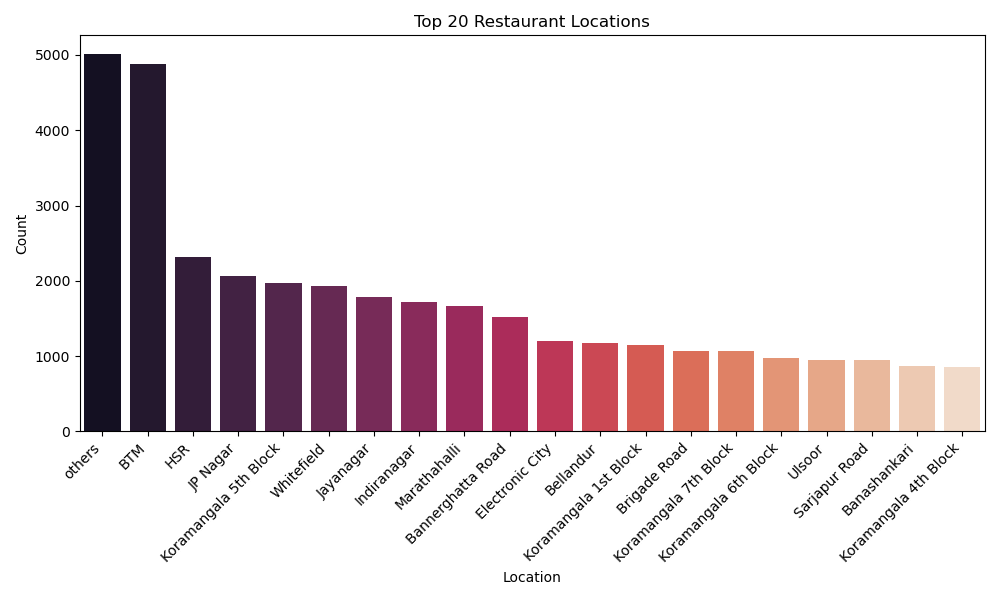 Top 20 Restaurant Locations
Count
5000
4000
3000
2000
1000
0
others
BTM
HSR
JP Nagar
Koramangala 5th Block
Whitefield
Jayanagar
Indiranagar
Marathahalli
Bannerghatta Road
Electronic City
Bellandur
Koramangala 1st Block
Brigade Road
Koramangala 7th Block
Koramangala 6th Block
Ulsoor
Sarjapur Road
Banashankari
Koramangala 4th Block
Location